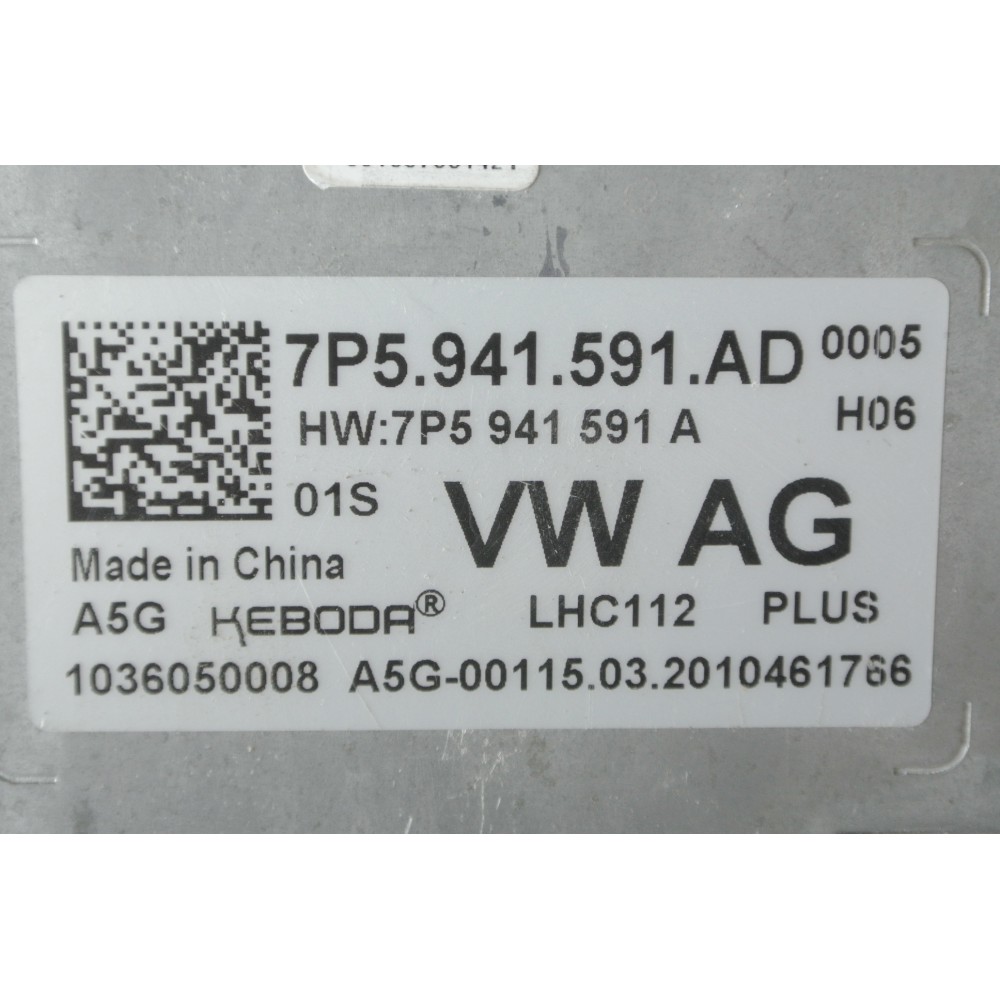 7P5.941.591.AD 0005
HW:7P5 941 591 A H06
01S VW AG
Made in China
A5G KEBODA® LHC112 PLUS
1036050008 A5G-00115.03.2010461766